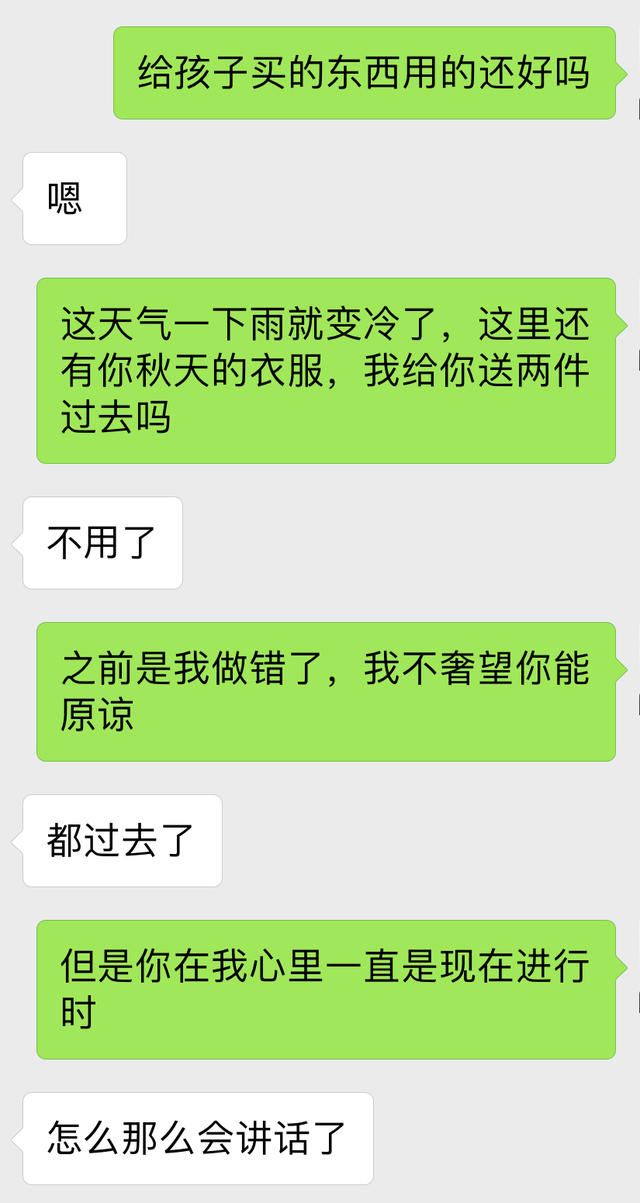 给孩子买的东西用的还好吗
嗯
这天气一下雨就变冷了，这里还
有你秋天的衣服，我给你送两件
过去吗
不用了
之前是我做错了，我不奢望你能
原谅
都过去了
但是你在我心里一直是现在进行
时
怎么那么会讲话了